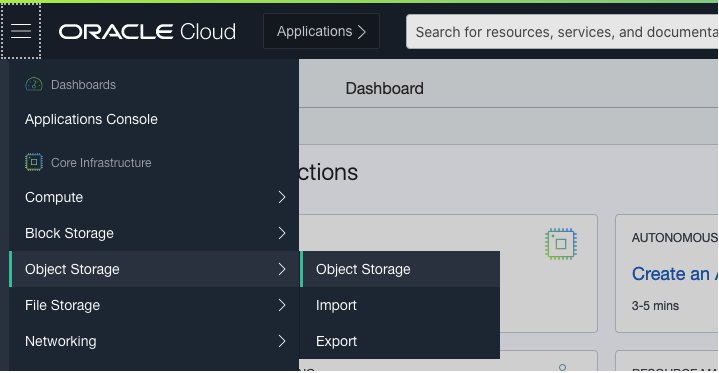 ORACLE Cloud
Applications
Search for resources, services, and documenta
Dashboards
Applications Console
Core Infrastructure
Compute
Block Storage
Object Storage
File Storage
Networking
Object Storage
Import
Export
Dashboard
ctions
AUTONOMOUS
Create an A
3-5 mins